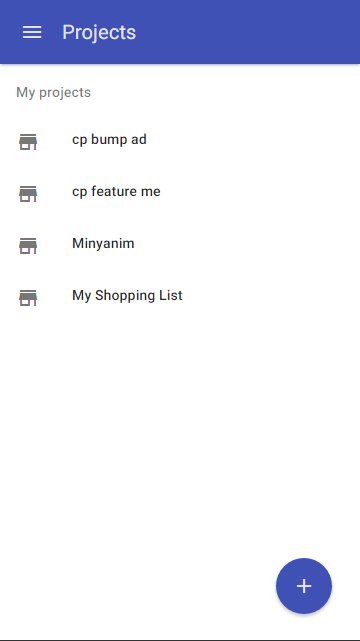 Projects
My projects
cp bump ad
cp feature me
Minyanim
My Shopping List